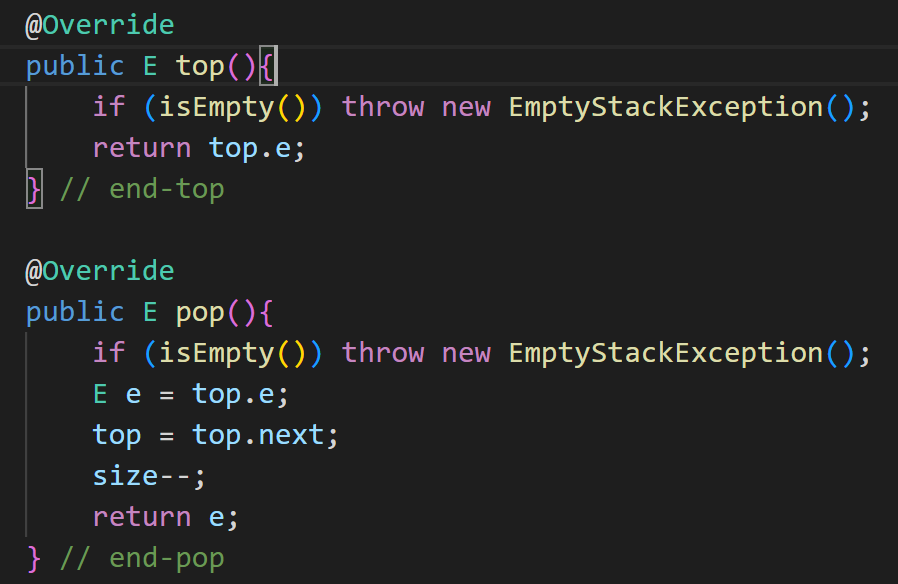 @Override
public E top(){
    if (isEmpty()) throw new EmptyStackException();
    return top.e;
} // end-top

@Override
public E pop(){
    if (isEmpty()) throw new EmptyStackException();
    E e = top.e;
    top = top.next;
    size--;
    return e;
} // end-pop